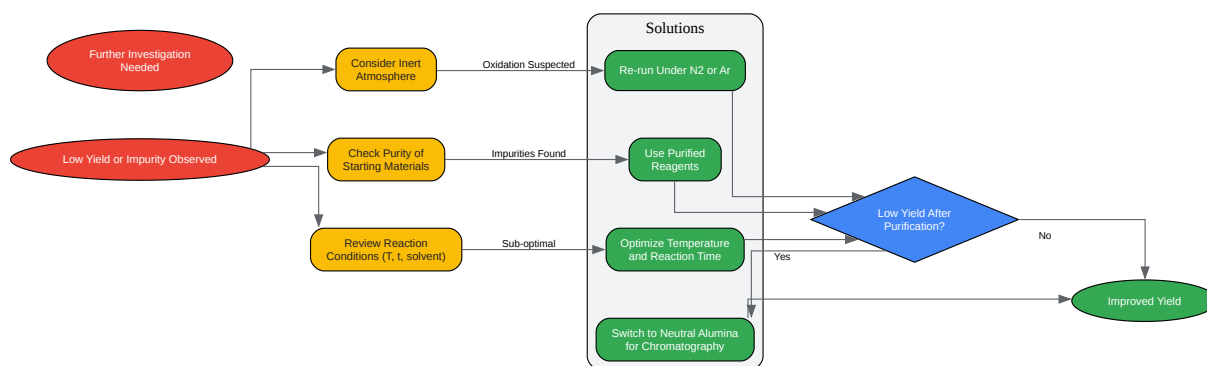 Solutions
Further Investigation
Needed
Consider Inert
Atmosphere
Oxidation Suspected
Re-run Under N2 or Ar
Low Yield or Impurity Observed
Check Purity of
Starting Materials
Impurities Found
Use Purified
Reagents
Review Reaction
Conditions (T, t, solvent)
Sub-optimal
Optimize Temperature
and Reaction Time
Low Yield After
Purification?
Yes
No
Switch to Neutral Alumina
for Chromatography
Improved Yield